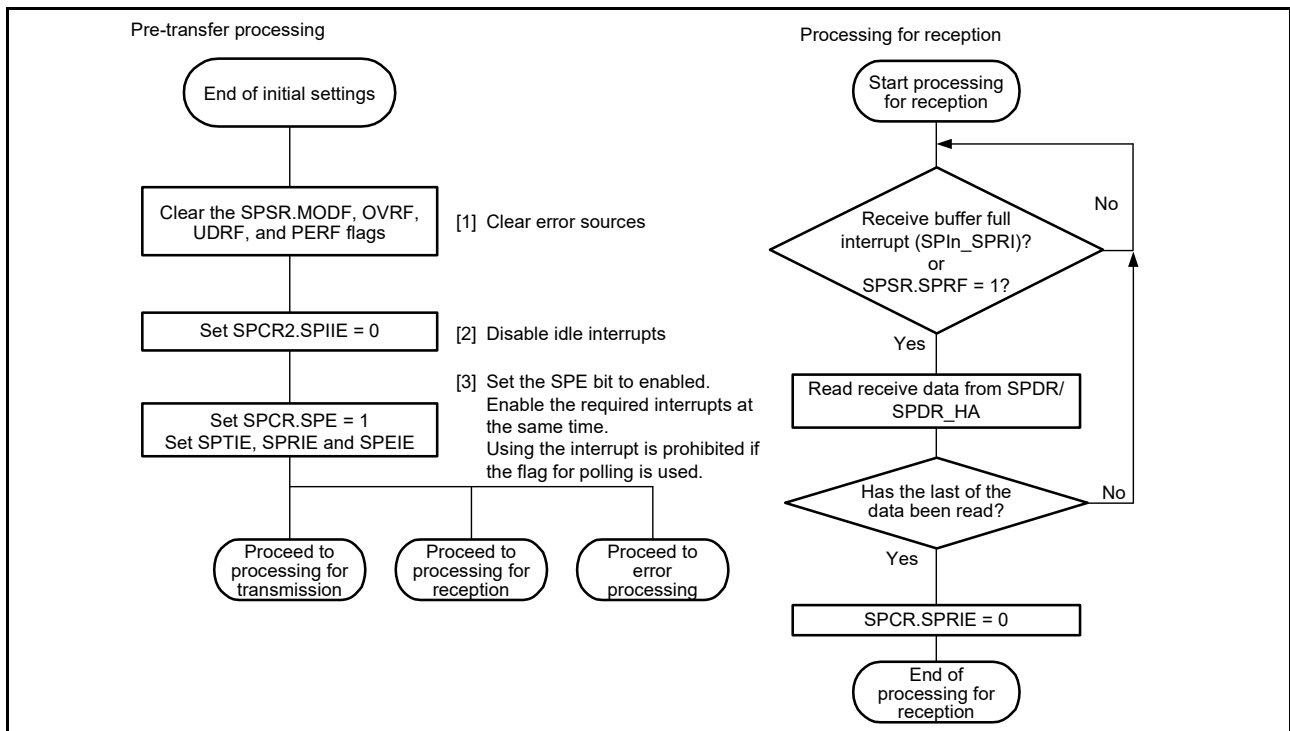 Pre-transfer processing
End of initial settings
Clear the SPSR.MODF, OVRF,
UDRF, and PERF flags
[1] Clear error sources
Set SPCR2.SPIIE = 0
[2] Disable idle interrupts
Set SPCR.SPE = 1
Set SPTIE, SPRIE and SPEIE
[3] Set the SPE bit to enabled.
Enable the required interrupts at
the same time.
Using the interrupt is prohibited if
the flag for polling is used.
Proceed to
processing for
transmission
Proceed to
processing for
reception
Proceed to
error
processing
Processing for reception
Start processing
for reception
Receive buffer full
interrupt (SPIn_SPRI)?
or
SPSR.SPRF = 1?
No
Yes
Read receive data from SPDR/
SPDR_HA
Has the last of the
data been read?
No
Yes
SPCR.SPRIE = 0
End of
processing for
reception